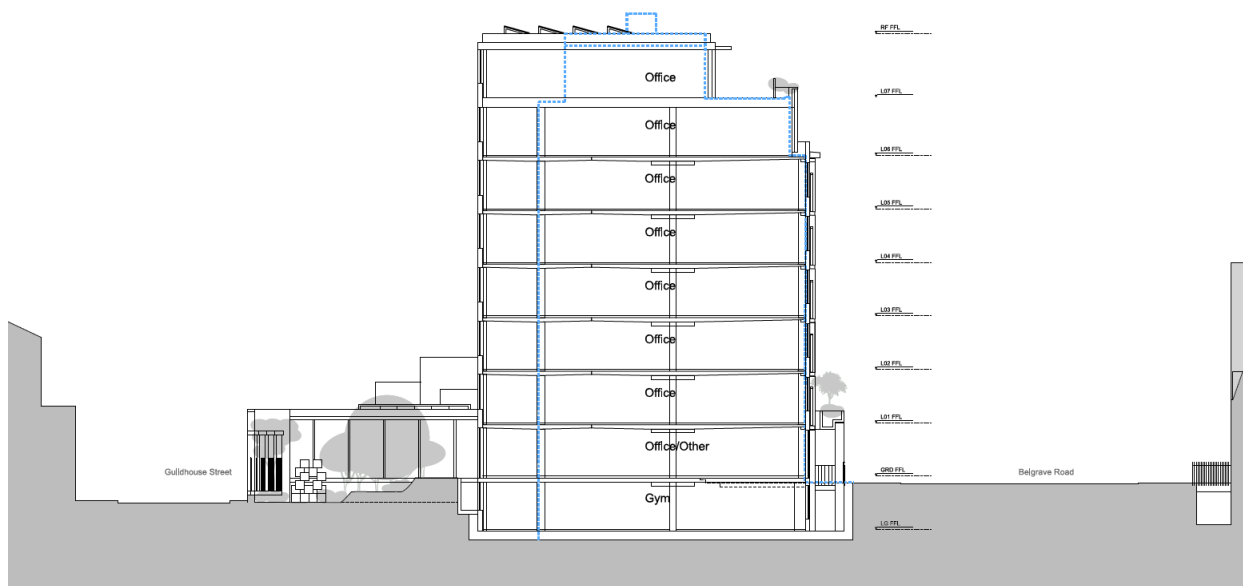 RF FFL
Office
L07 FFL
Office
L06 FFL
Office
L05 FFL
Office
L04 FFL
Office
L03 FFL
Office
L02 FFL
Office
L01 FFL
Office/Other
Guildhouse Street
Belgrave Road
GRD FFL
Gym
LG FFL